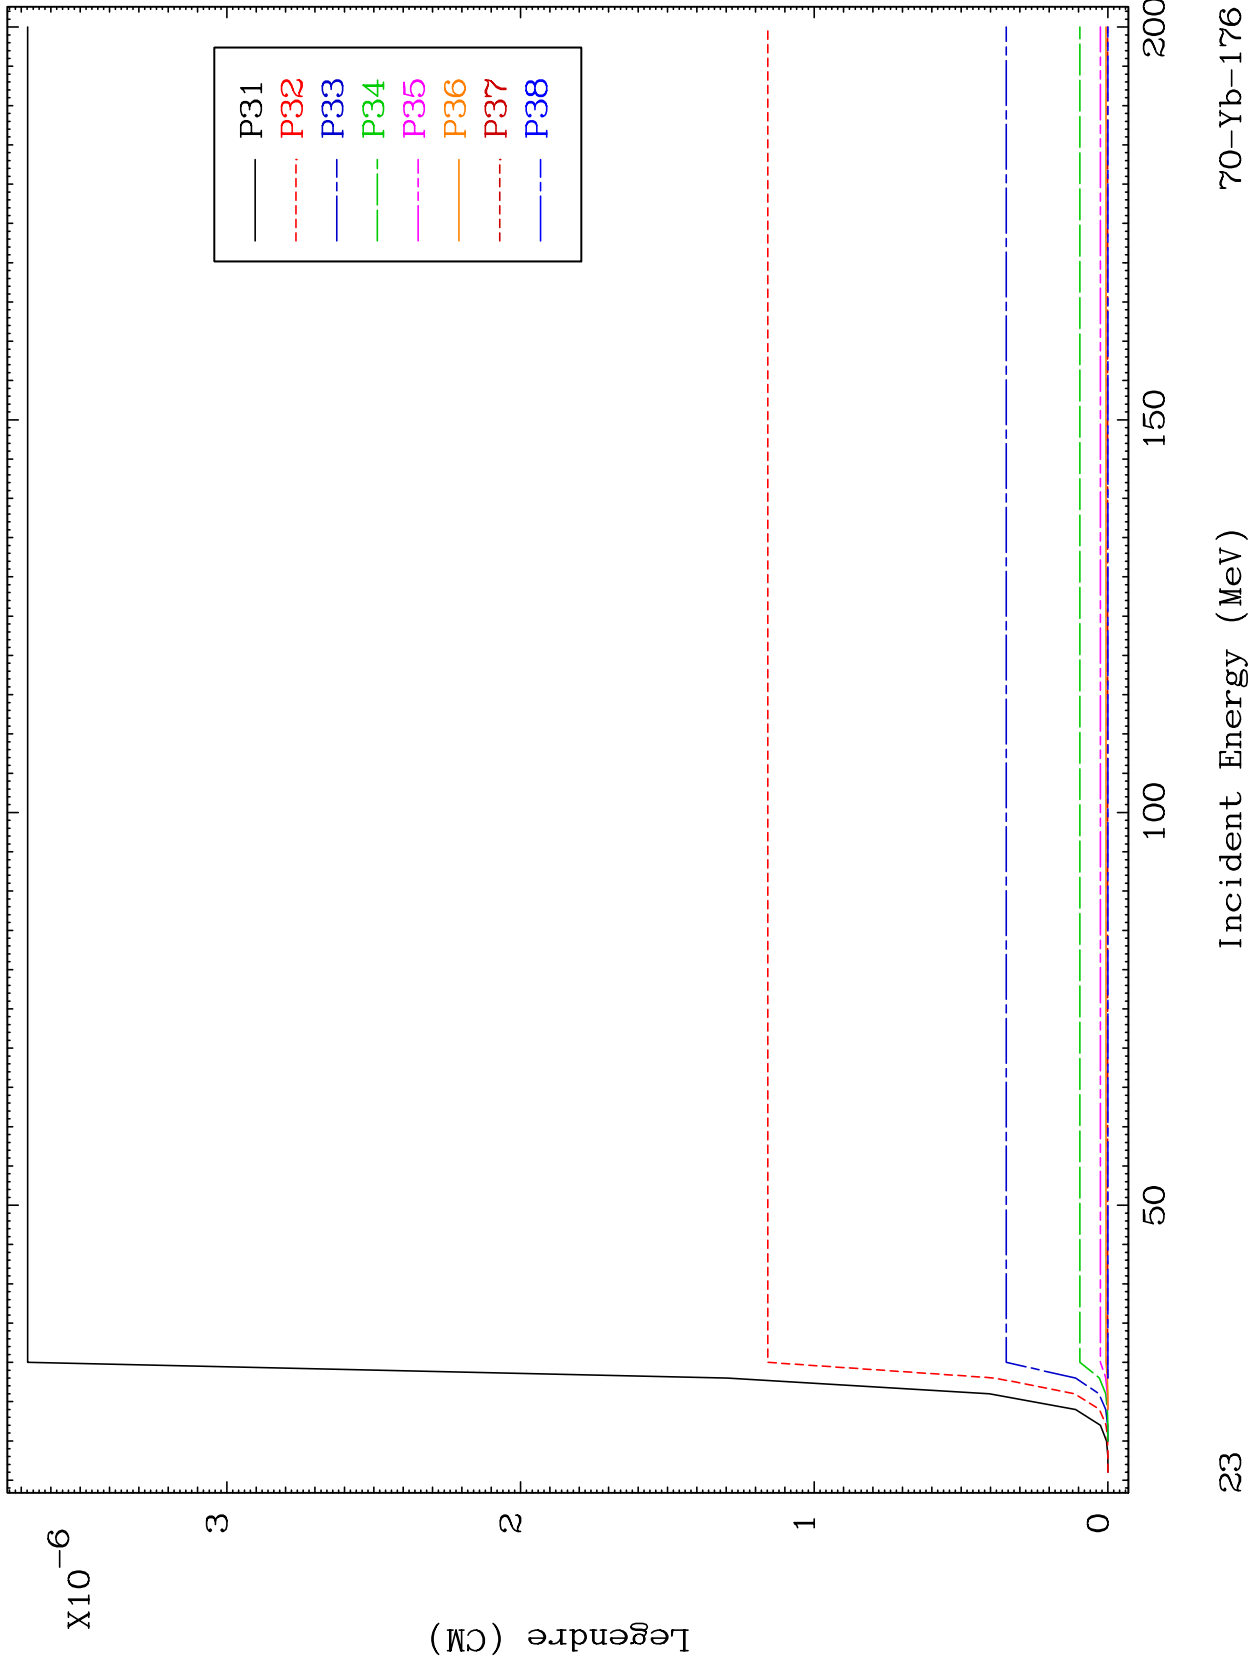 X10-6
Legendre (CM)
3
2
1
0
P31
P32
P33
P34
P35
P36
P37
P38
50
100
150
200
23
Incident Energy (MeV)
70-Yb-176